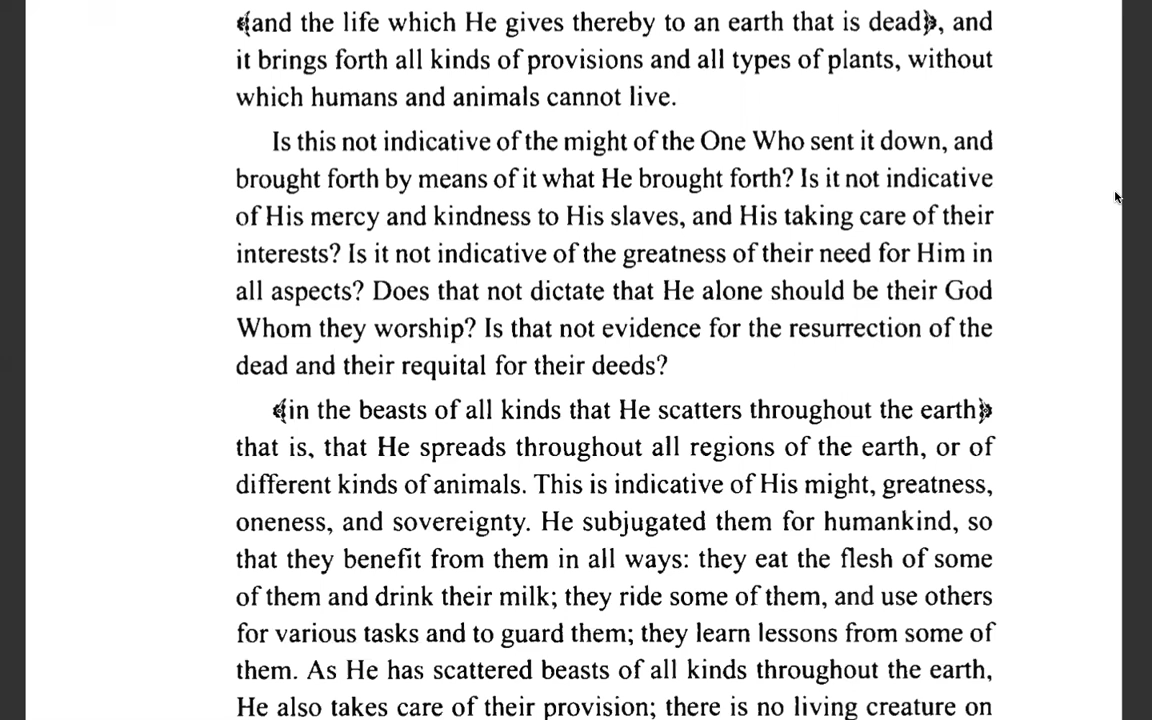 ﴾and the life which He gives thereby to an earth that is dead﴿, and
it brings forth all kinds of provisions and all types of plants, without
which humans and animals cannot live.
Is this not indicative of the might of the One Who sent it down, and
brought forth by means of it what He brought forth? Is it not indicative
of His mercy and kindness to His slaves, and His taking care of their
interests? Is it not indicative of the greatness of their need for Him in
all aspects? Does that not dictate that He alone should be their God
Whom they worship? Is that not evidence for the resurrection of the
dead and their requital for their deeds?
﴾in the beasts of all kinds that He scatters throughout the earth﴿
that is, that He spreads throughout all regions of the earth, or of
different kinds of animals. This is indicative of His might, greatness,
oneness, and sovereignty. He subjugated them for humankind, so
that they benefit from them in all ways: they eat the flesh of some
of them and drink their milk; they ride some of them, and use others
for various tasks and to guard them; they learn lessons from some of
them. As He has scattered beasts of all kinds throughout the earth,
He also takes care of their provision; there is no living creature on